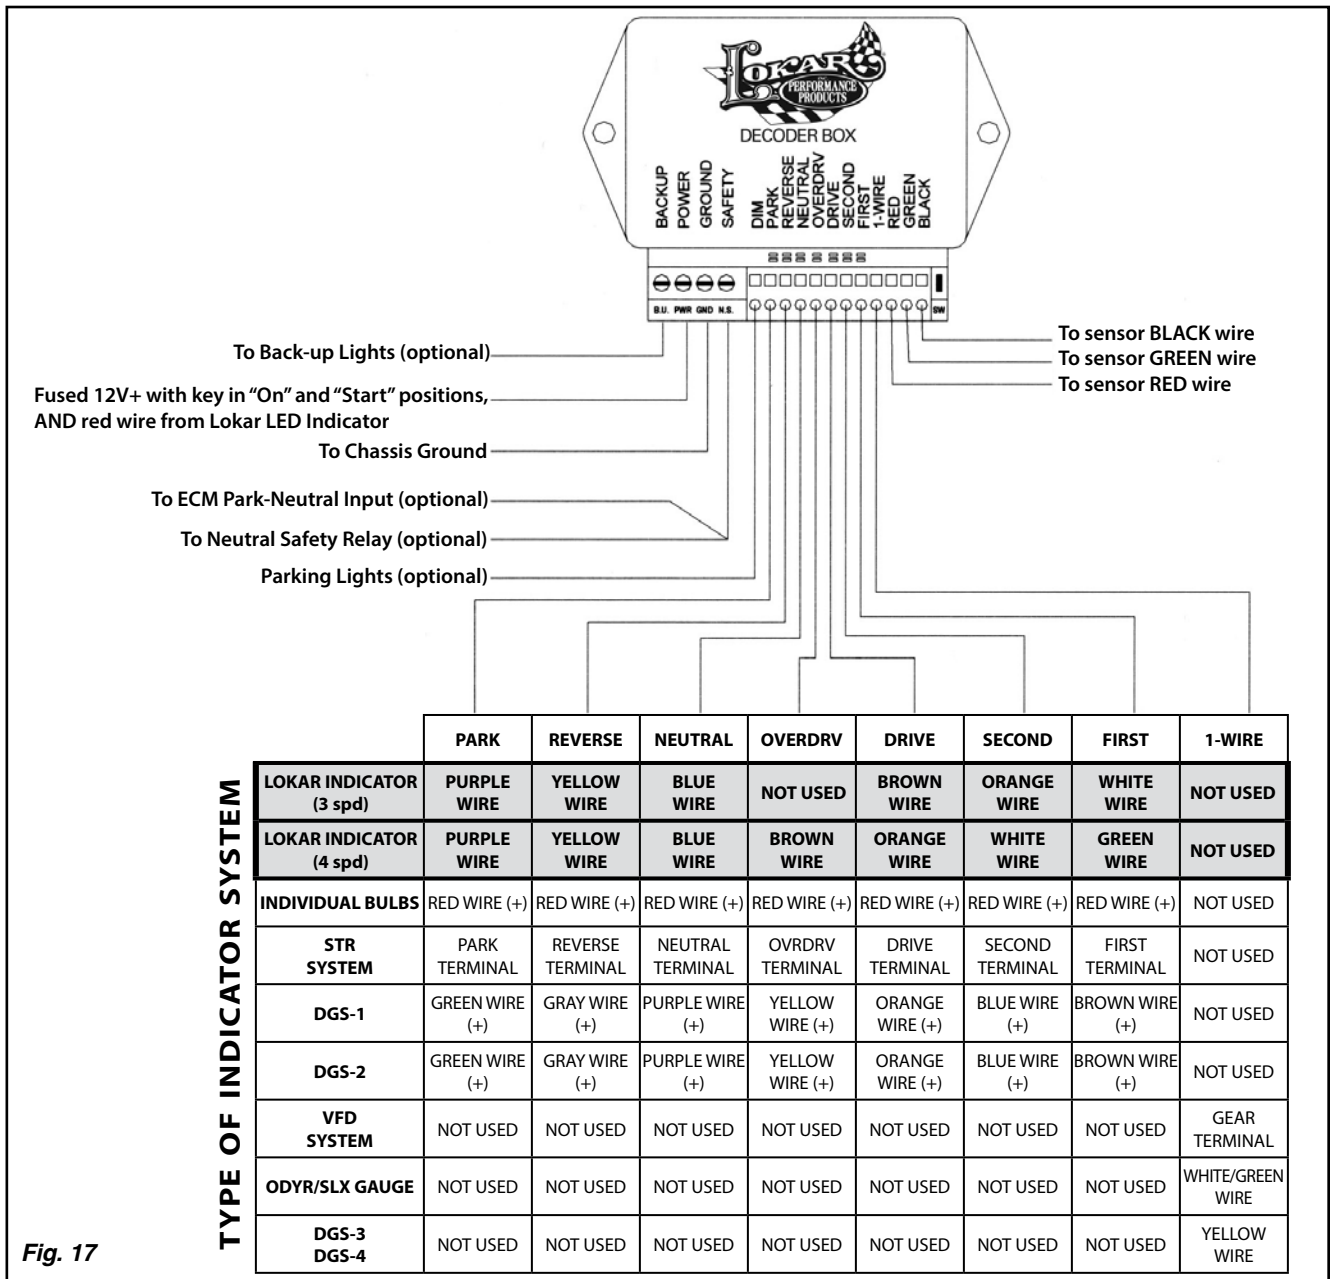 LOKAR
INC.
PERFORMANCE
PRODUCTS
DECODER BOX
BACKUP
POWER
GROUND
SAFETY
DIM
PARK
REVERSE
NEUTRAL
OVERDRV
DRIVE
SECOND
FIRST
1-WIRE
RED
GREEN
BLACK
B.U. PWR GND N.S. SW
To Back-up Lights (optional)
Fused 12V+ with key in “On” and “Start” positions,
AND red wire from Lokar LED Indicator
To Chassis Ground
To ECM Park-Neutral Input (optional)
To Neutral Safety Relay (optional)
Parking Lights (optional)
To sensor BLACK wire
To sensor GREEN wire
To sensor RED wire
TYPE OF INDICATOR SYSTEM
PARK REVERSE NEUTRAL OVERDRV DRIVE SECOND FIRST 1-WIRE
LOKAR INDICATOR PURPLE YELLOW BLUE NOT USED BROWN ORANGE WHITE NOT USED
(3 spd) WIRE WIRE WIRE WIRE WIRE WIRE
LOKAR INDICATOR PURPLE YELLOW BLUE BROWN ORANGE WHITE GREEN NOT USED
(4 spd) WIRE WIRE WIRE WIRE WIRE WIRE WIRE
INDIVIDUAL BULBS RED WIRE (+) RED WIRE (+) RED WIRE (+) RED WIRE (+) RED WIRE (+) RED WIRE (+) RED WIRE (+) NOT USED
STR PARK REVERSE NEUTRAL OVRDRV DRIVE SECOND FIRST NOT USED
SYSTEM TERMINAL TERMINAL TERMINAL TERMINAL TERMINAL TERMINAL TERMINAL
DGS-1 GREEN WIRE GRAY WIRE PURPLE WIRE YELLOW ORANGE BLUE WIRE BROWN WIRE NOT USED
(+) (+) (+) WIRE (+) WIRE (+) (+) (+)
DGS-2 GREEN WIRE GRAY WIRE PURPLE WIRE YELLOW ORANGE BLUE WIRE BROWN WIRE NOT USED
(+) (+) (+) WIRE (+) WIRE (+) (+) (+)
VFD NOT USED NOT USED NOT USED NOT USED NOT USED NOT USED NOT USED GEAR
SYSTEM TERMINAL
ODYR/SLX GAUGE NOT USED NOT USED NOT USED NOT USED NOT USED NOT USED NOT USED WHITE/GREEN
WIRE
DGS-3 NOT USED NOT USED NOT USED NOT USED NOT USED NOT USED NOT USED YELLOW
DGS-4 WIRE
Fig. 17